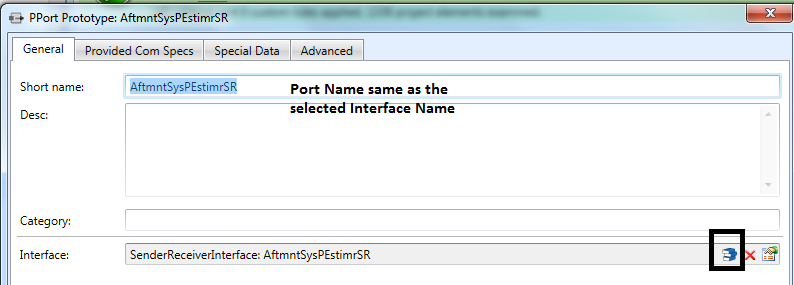 PPort Prototype: AftmntSysPEstimrSR
General
Provided Com Specs
Special Data
Advanced
Short name:
AftmntSysPEstimrSR
Port Name same as the
selected Interface Name
Desc:
Category:
Interface:
SenderReceiverInterface: AftmntSysPEstimrSR